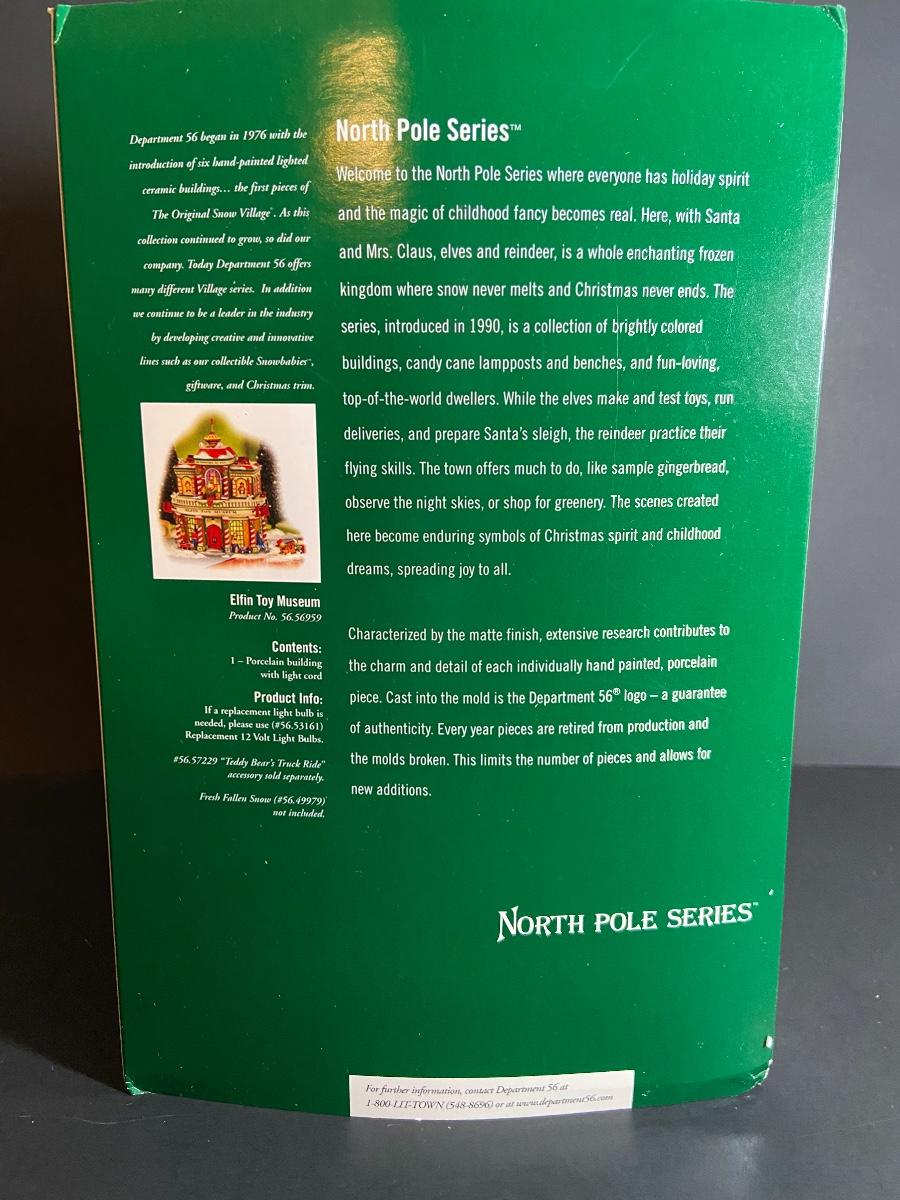 Department 56 began in 1976 with the
introduction of six hand-painted lighted
ceramic buildings... the first pieces of
The Original Snow Village®. As this
collection continued to grow, so did our
company. Today Department 56 offers
many different Village series. In addition
we continue to be a leader in the industry
by developing creative and innovative
lines such as our collectible Snowbabies™,
giftware, and Christmas trim.
ELFIN TOY MUSEUM
Elfin Toy Museum
Product No. 56.56959
Contents:
1 – Porcelain building
with light cord
Product Info:
If a replacement light bulb is
needed, please use (#56.53161)
Replacement 12 Volt Light Bulbs.
#56.57229 "Teddy Bear's Truck Ride"
accessory sold separately.
Fresh Fallen Snow (#56.49979)
not included.
North Pole Series™
Welcome to the North Pole Series where everyone has holiday spirit
and the magic of childhood fancy becomes real. Here, with Santa
and Mrs. Claus, elves and reindeer, is a whole enchanting frozen
kingdom where snow never melts and Christmas never ends. The
series, introduced in 1990, is a collection of brightly colored
buildings, candy cane lampposts and benches, and fun-loving,
top-of-the-world dwellers. While the elves make and test toys, run
deliveries, and prepare Santa's sleigh, the reindeer practice their
flying skills. The town offers much to do, like sample gingerbread,
observe the night skies, or shop for greenery. The scenes created
here become enduring symbols of Christmas spirit and childhood
dreams, spreading joy to all.
Characterized by the matte finish, extensive research contributes to
the charm and detail of each individually hand painted, porcelain
piece. Cast into the mold is the Department 56® logo – a guarantee
of authenticity. Every year pieces are retired from production and
the molds broken. This limits the number of pieces and allows for
new additions.
NORTH POLE SERIES™
For further information, contact Department 56 at
1-800-LIT-TOWN (548-8696) or at www.department56.com